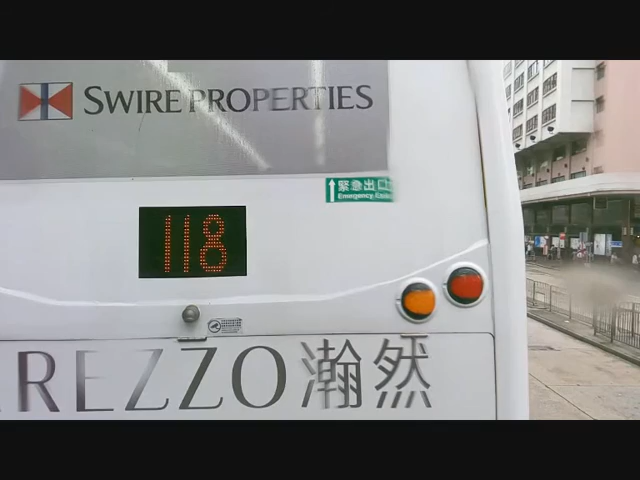 SWIRE PROPERTIES
緊急出口
Emergency Exit
118
REZZO 瀚然